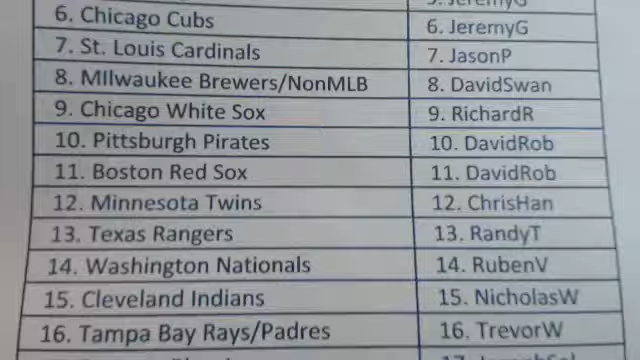 5. JeremyG
6. Chicago Cubs 6. JeremyG
7. St. Louis Cardinals 7. JasonP
8. MIlwaukee Brewers/NonMLB 8. DavidSwan
9. Chicago White Sox 9. RichardR
10. Pittsburgh Pirates 10. DavidRob
11. Boston Red Sox 11. DavidRob
12. Minnesota Twins 12. ChrisHan
13. Texas Rangers 13. RandyT
14. Washington Nationals 14. RubenV
15. Cleveland Indians 15. NicholasW
16. Tampa Bay Rays/Padres 16. TrevorW